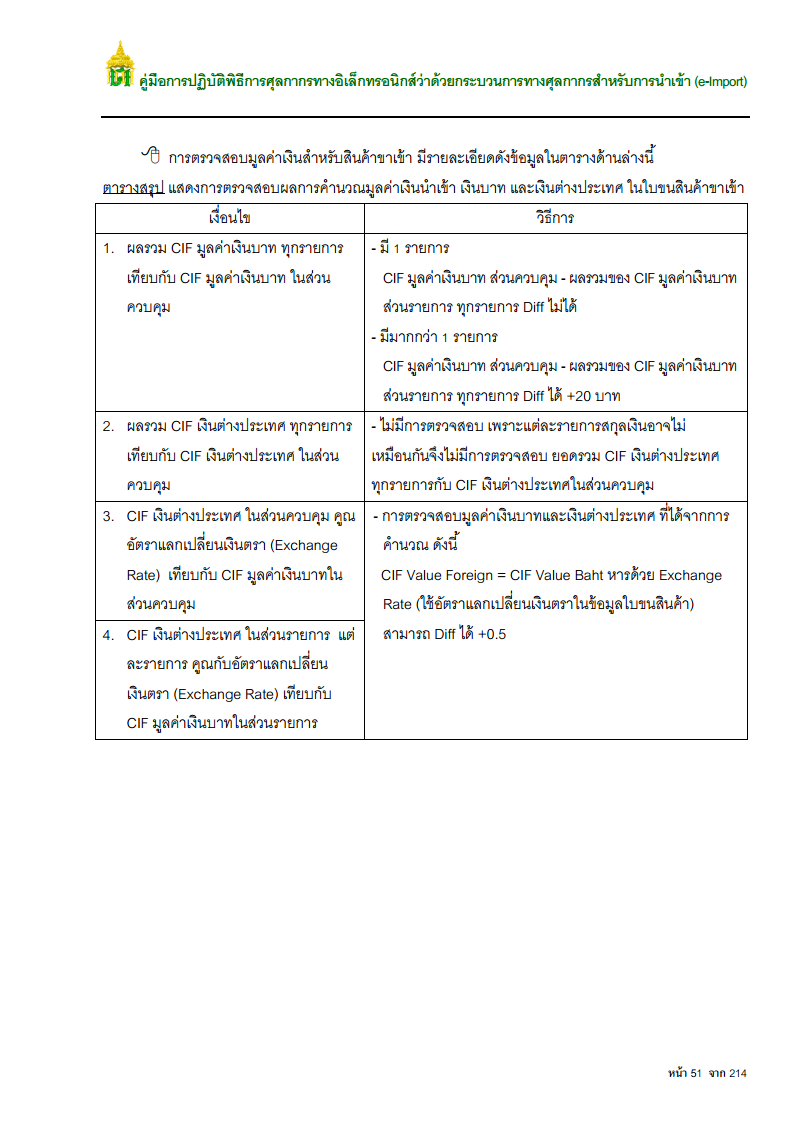 คู่มือการปฏิบัติพิธีการศุลกากรทางอิเล็กทรอนิกส์ว่าด้วยกระบวนการทางศุลกากรสำหรับการนำเข้า (e-Import)
การตรวจสอบมูลค่าเงินสำหรับสินค้าขาเข้า มีรายละเอียดดังข้อมูลในตารางด้านล่างนี้
ตารางสรุป แสดงการตรวจสอบผลการคำนวณมูลค่าเงินนำเข้า เงินบาท และเงินต่างประเทศ ในใบขนสินค้าขาเข้า
เงื่อนไข
วิธีการ
1. ผลรวม CIF มูลค่าเงินบาท ทุกรายการ
เทียบกับ CIF มูลค่าเงินบาท ในส่วน
ควบคุม
- มี 1 รายการ
CIF มูลค่าเงินบาท ส่วนควบคุม - ผลรวมของ CIF มูลค่าเงินบาท
ส่วนรายการ ทุกรายการ Diff ไม่ได้
- มีมากกว่า 1 รายการ
CIF มูลค่าเงินบาท ส่วนควบคุม - ผลรวมของ CIF มูลค่าเงินบาท
ส่วนรายการ ทุกรายการ Diff ได้ +20 บาท
2. ผลรวม CIF เงินต่างประเทศ ทุกรายการ
เทียบกับ CIF เงินต่างประเทศ ในส่วน
ควบคุม
- ไม่มีการตรวจสอบ เพราะแต่ละรายการสกุลเงินอาจไม่
เหมือนกันจึงไม่มีการตรวจสอบ ยอดรวม CIF เงินต่างประเทศ
ทุกรายการกับ CIF เงินต่างประเทศในส่วนควบคุม
3. CIF เงินต่างประเทศ ในส่วนควบคุม คูณ
อัตราแลกเปลี่ยนเงินตรา (Exchange
Rate) เทียบกับ CIF มูลค่าเงินบาทใน
ส่วนควบคุม
- การตรวจสอบมูลค่าเงินบาทและเงินต่างประเทศ ที่ได้จากการ
คำนวณ ดังนี้
CIF Value Foreign = CIF Value Baht หารด้วย Exchange
Rate (ใช้อัตราแลกเปลี่ยนเงินตราในข้อมูลใบขนสินค้า)
สามารถ Diff ได้ +0.5
4. CIF เงินต่างประเทศ ในส่วนรายการ แต่
ละรายการ คูณกับอัตราแลกเปลี่ยน
เงินตรา (Exchange Rate) เทียบกับ
CIF มูลค่าเงินบาทในส่วนรายการ
หน้า 51 จาก 214